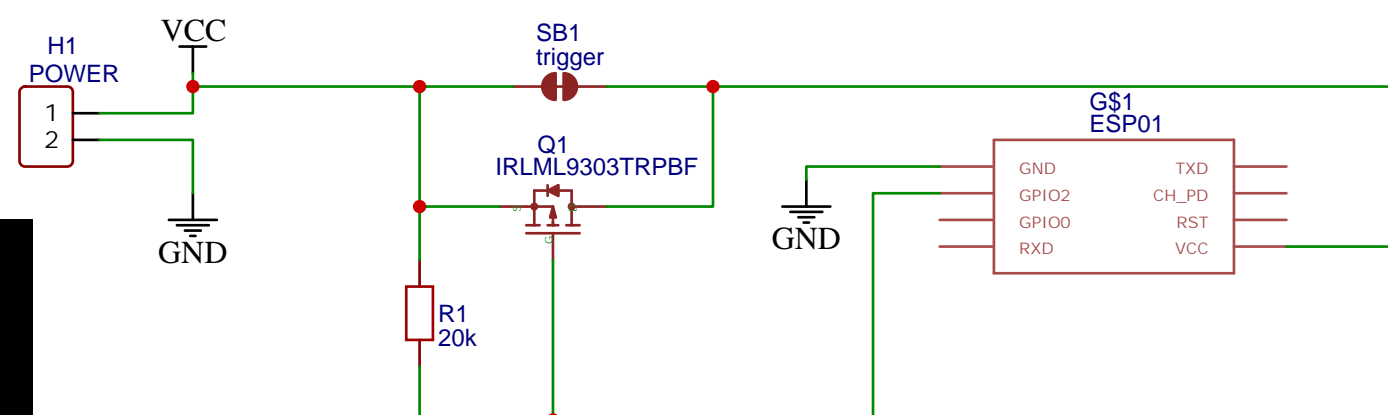 VCC
H1
POWER
1
2
GND
SB1
trigger
Q1
IRLML9303TRPBF
S
G
R1
20k
GND
G$1
ESP01
GND
GPIO2
GPIO0
RXD
TXD
CH_PD
RST
VCC